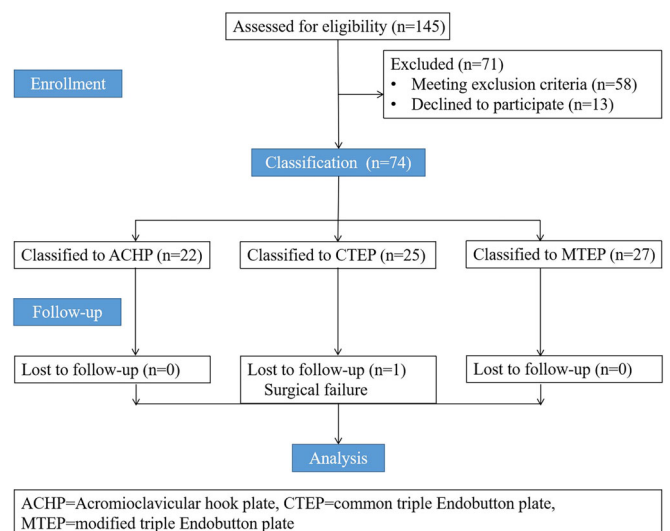 Assessed for eligibility (n=145)
Enrollment
Excluded (n=71)
• Meeting exclusion criteria (n=58)
• Declined to participate (n=13)
Classification (n=74)
Classified to ACHP (n=22)
Classified to CTEP (n=25)
Classified to MTEP (n=27)
Follow-up
Lost to follow-up (n=0)
Lost to follow-up (n=1)
Surgical failure
Lost to follow-up (n=0)
Analysis
ACHP=Acromioclavicular hook plate, CTEP=common triple Endobutton plate,
MTEP=modified triple Endobutton plate